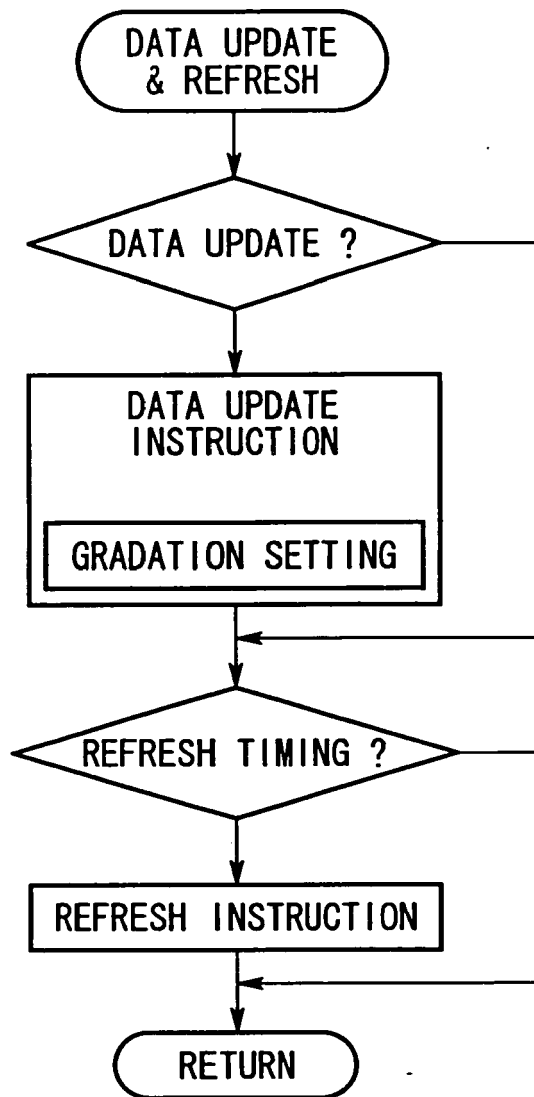 DATA UPDATE
& REFRESH
DATA UPDATE ?
DATA UPDATE
INSTRUCTION
GRADATION SETTING
REFRESH TIMING ?
REFRESH INSTRUCTION
RETURN